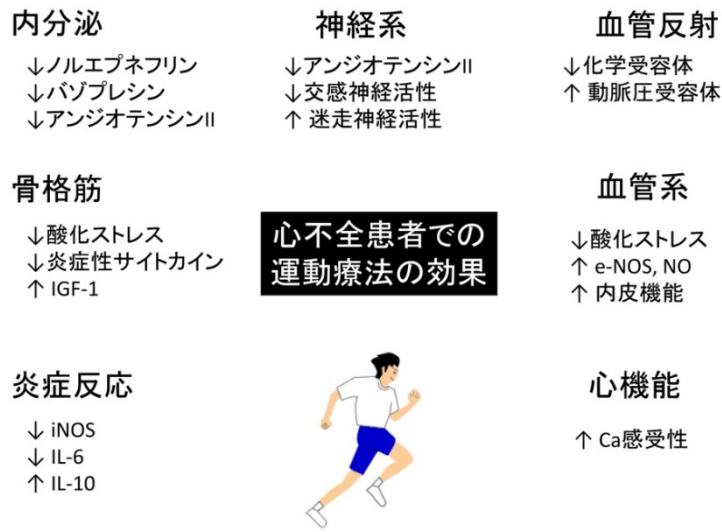 内分泌
↓ノルエプネフリン
↓バゾプレシン
↓アンジオテンシンII
神経系
↓アンジオテンシンII
↓交感神経活性
↑ 迷走神経活性
血管反射
↓化学受容体
↑ 動脈圧受容体
骨格筋
↓酸化ストレス
↓炎症性サイトカイン
↑ IGF-1
心不全患者での
運動療法の効果
血管系
↓酸化ストレス
↑ e-NOS, NO
↑ 内皮機能
炎症反応
↓ iNOS
↓ IL-6
↑ IL-10
心機能
↑ Ca感受性